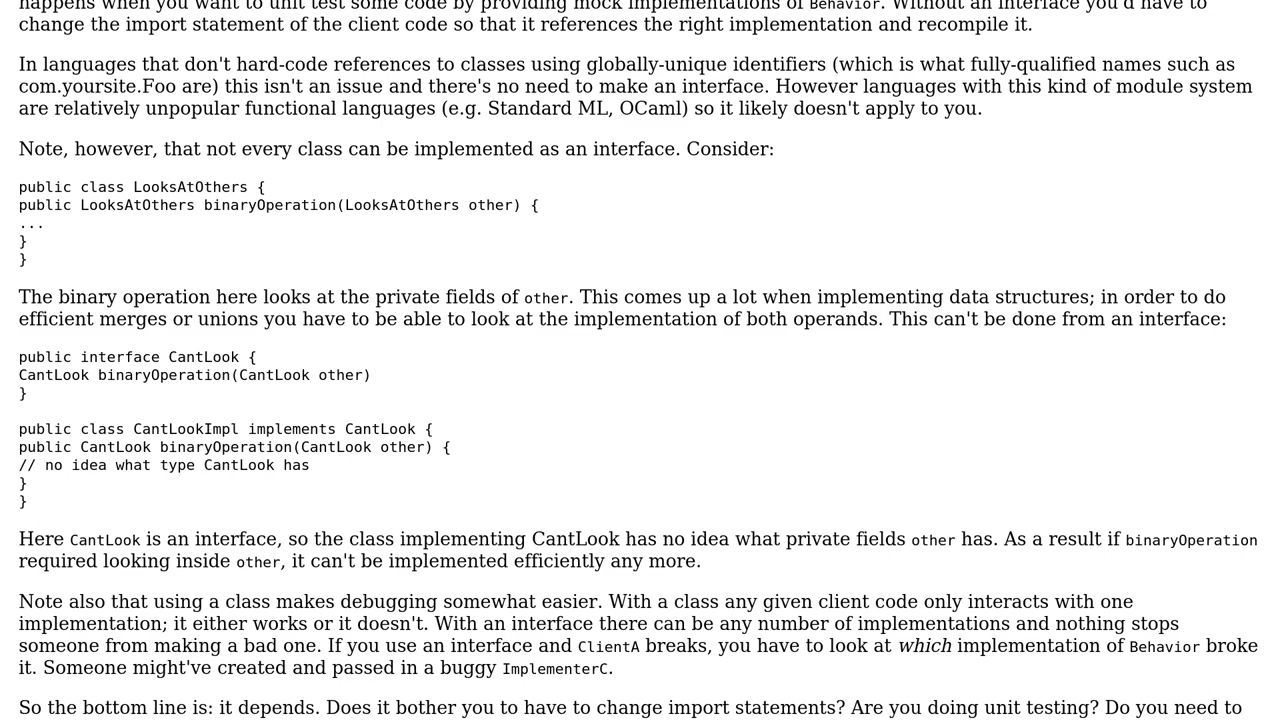 happens when you want to unit test some code by providing mock implementations of Behavior. Without an interface you'd have to
change the import statement of the client code so that it references the right implementation and recompile it.
In languages that don't hard-code references to classes using globally-unique identifiers (which is what fully-qualified names such as
com.yoursite.Foo are) this isn't an issue and there's no need to make an interface. However languages with this kind of module system
are relatively unpopular functional languages (e.g. Standard ML, OCaml) so it likely doesn't apply to you.
Note, however, that not every class can be implemented as an interface. Consider:
public class LooksAtOthers {
public LooksAtOthers binaryOperation(LooksAtOthers other) {
...
}
}
The binary operation here looks at the private fields of other. This comes up a lot when implementing data structures; in order to do
efficient merges or unions you have to be able to look at the implementation of both operands. This can't be done from an interface:
public interface CantLook {
CantLook binaryOperation(CantLook other)
}
public class CantLookImpl implements CantLook {
public CantLook binaryOperation(CantLook other) {
// no idea what type CantLook has
}
}
Here CantLook is an interface, so the class implementing CantLook has no idea what private fields other has. As a result if binaryOperation
required looking inside other, it can't be implemented efficiently any more.
Note also that using a class makes debugging somewhat easier. With a class any given client code only interacts with one
implementation; it either works or it doesn't. With an interface there can be any number of implementations and nothing stops
someone from making a bad one. If you use an interface and ClientA breaks, you have to look at which implementation of Behavior broke
it. Someone might've created and passed in a buggy ImplementerC.
So the bottom line is: it depends. Does it bother you to have to change import statements? Are you doing unit testing? Do you need to